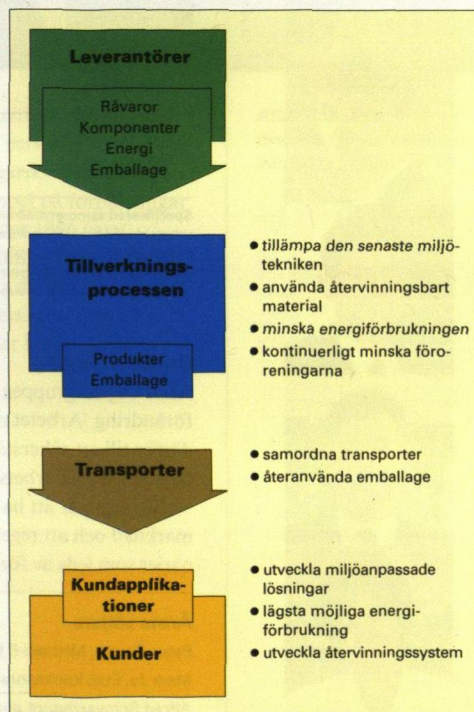 Leverantörer
Råvaror
Komponenter
Energi
Emballage
Tillverknings-
processen
Produkter
Emballage
• tillämpa den senaste miljö-
tekniken
• använda återvinningsbart
material
• minska energiförbrukningen
• kontinuerligt minska föro-
reningarna
Transporter
• samordna transporter
• återanvända emballage
Kundapplika-
tioner
Kunder
• utveckla miljöanpassade
lösningar
• lägsta möjliga energi-
förbrukning
• utveckla återvinningssystem